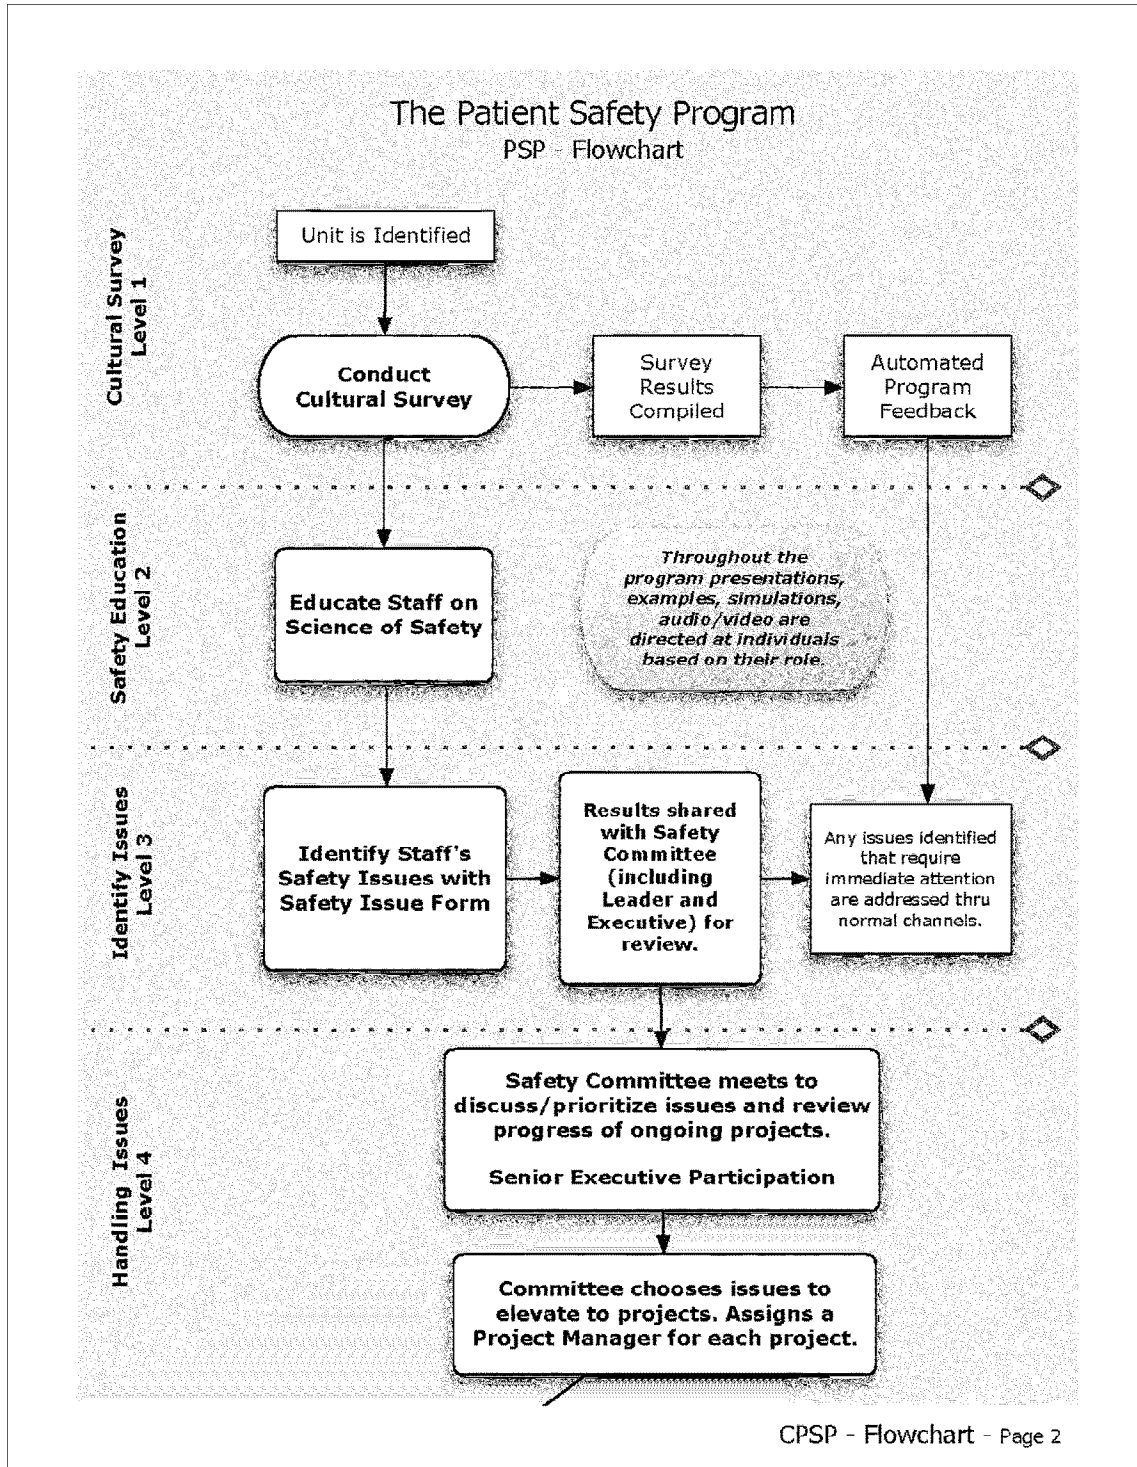 The Patient Safety Program
PSP - Flowchart
Cultural Survey
Level 1
Unit is Identified
Conduct
Cultural Survey
Survey
Results
Compiled
Automated
Program
Feedback
Safety Education
Level 2
Educate Staff on
Science of Safety
Throughout the
program presentations,
examples, simulations,
audio/video are
directed at individuals
based on their role.
Identify Issues
Level 3
Identify Staff's
Safety Issues with
Safety Issue Form
Results shared
with Safety
Committee
(including
Leader and
Executive) for
review.
Any issues identified
that require
immediate attention
are addressed thru
normal channels.
Handling Issues
Level 4
Safety Committee meets to
discuss/prioritize issues and review
progress of ongoing projects.
Senior Executive Participation
Committee chooses issues to
elevate to projects. Assigns a
Project Manager for each project.
CPSP - Flowchart - Page 2